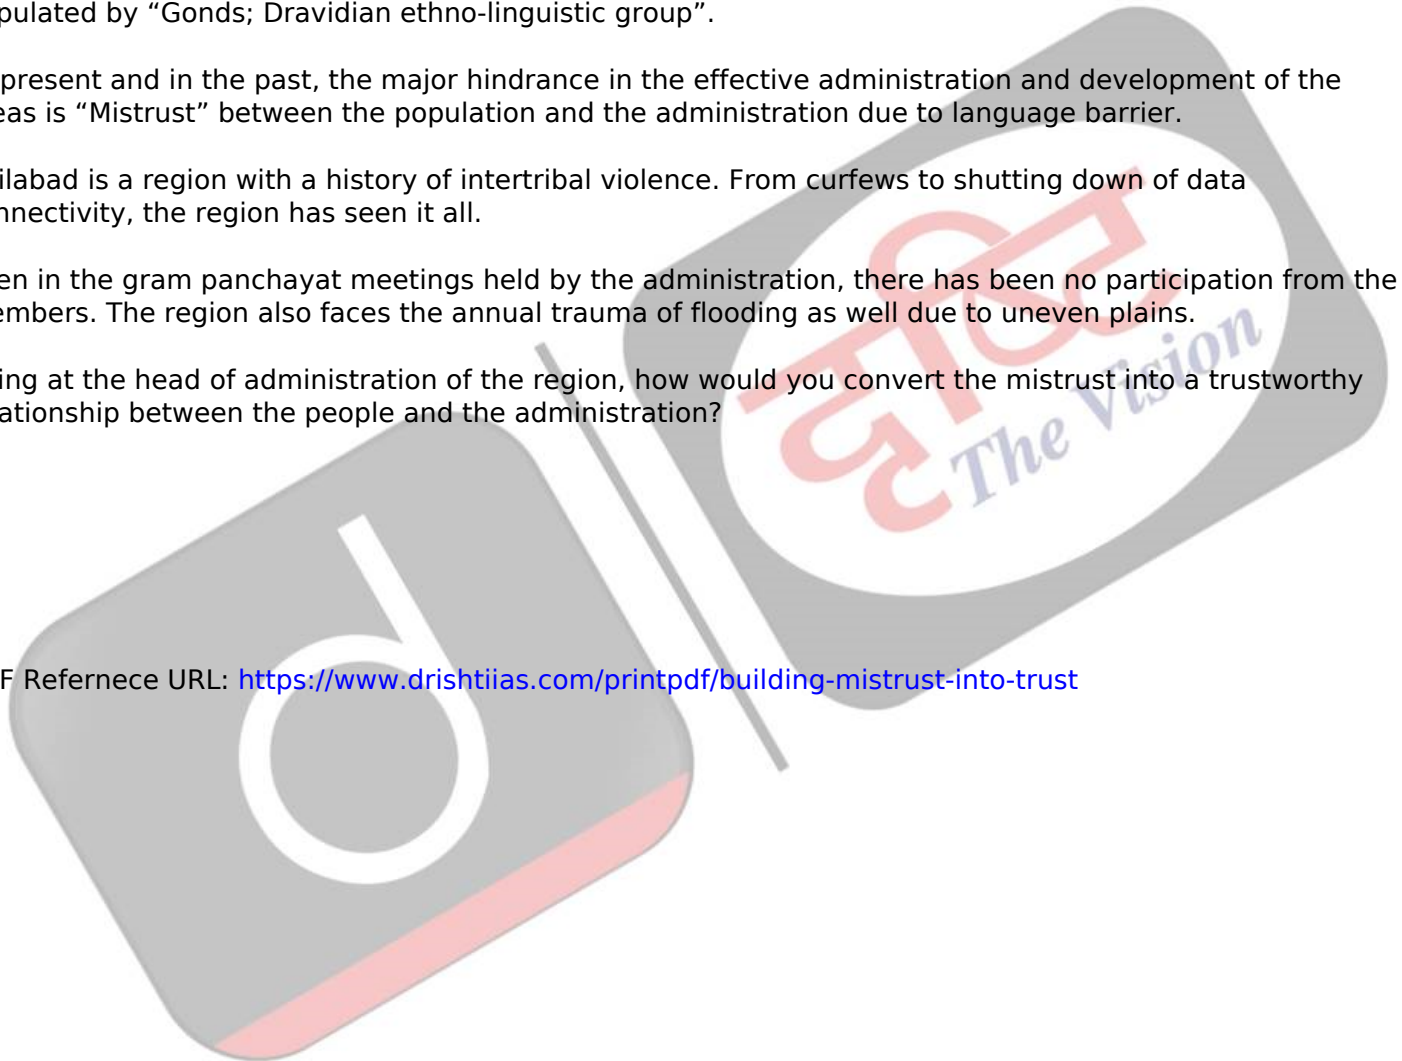 pulated by “Gonds; Dravidian ethno-linguistic group”.
present and in the past, the major hindrance in the effective administration and development of the
eas is “Mistrust” between the population and the administration due to language barrier.
ilabad is a region with a history of intertribal violence. From curfews to shutting down of data
nnectivity, the region has seen it all.
en in the gram panchayat meetings held by the administration, there has been no participation from the
embers. The region also faces the annual trauma of flooding as well due to uneven plains.
ing at the head of administration of the region, how would you convert the mistrust into a trustworthy
ationship between the people and the administration?
दृष्टि
The Vision
d
F Refernece URL: https://www.drishtiias.com/printpdf/building-mistrust-into-trust